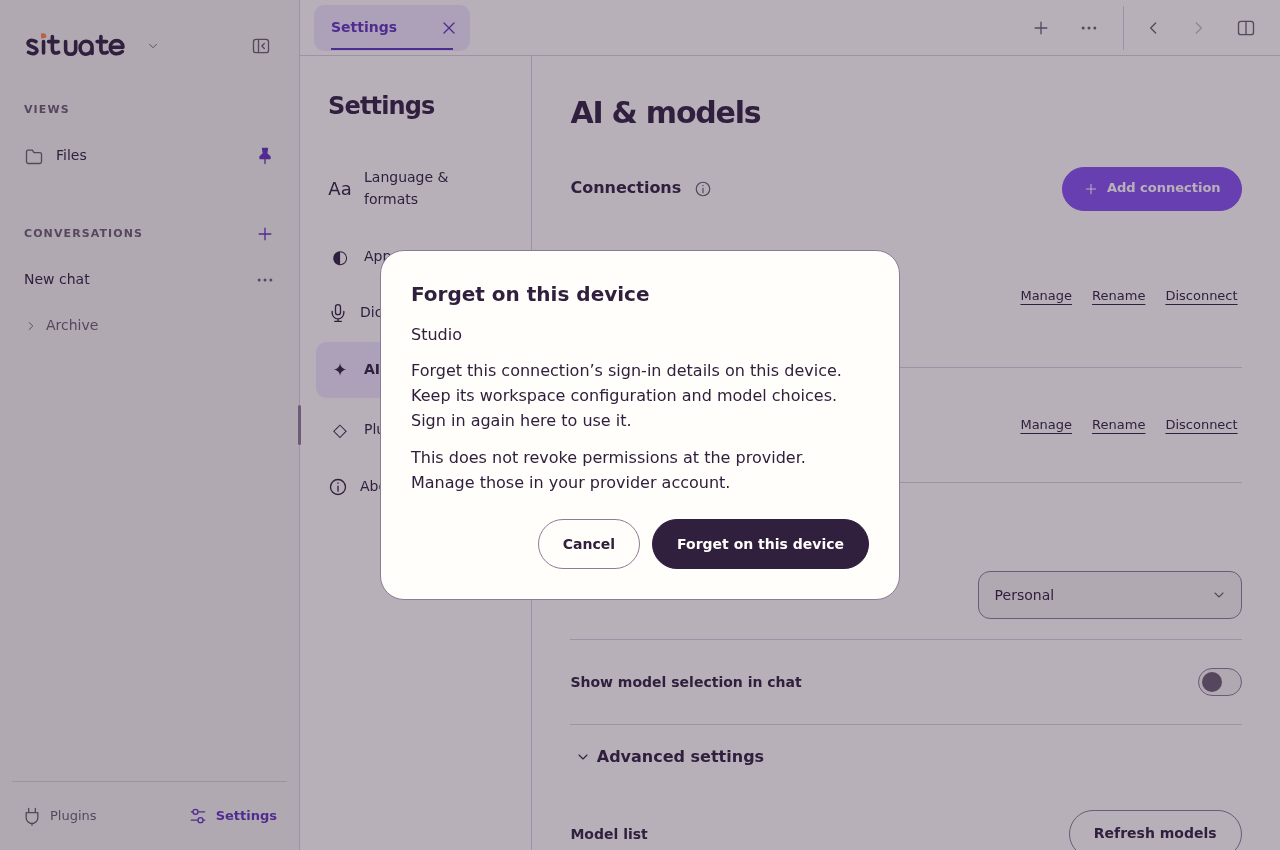 situate
VIEWS
Files
CONVERSATIONS
New chat
Archive
Plugins
Settings
Settings
Settings
Aa Language &
formats
AI & models
Connections
Add connection
Manage Rename Disconnect
Manage Rename Disconnect
Forget on this device
Studio
Forget this connection’s sign-in details on this device.
Keep its workspace configuration and model choices.
Sign in again here to use it.
This does not revoke permissions at the provider.
Manage those in your provider account.
Cancel
Forget on this device
Personal
Show model selection in chat
Advanced settings
Model list
Refresh models